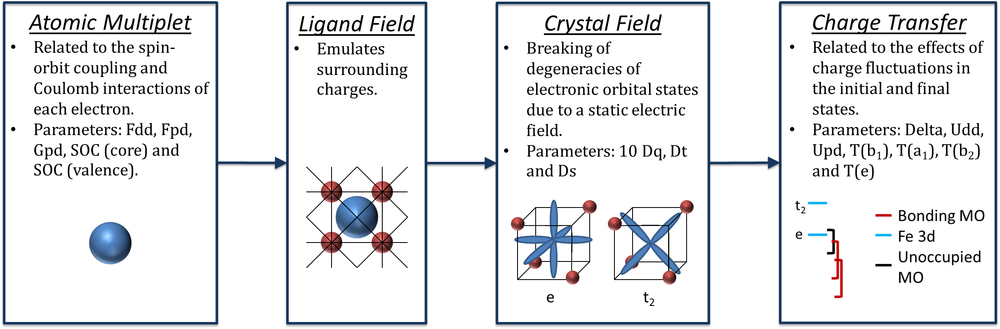 Atomic Multiplet
• Related to the spin-
orbit coupling and
Coulomb interactions of
each electron.
• Parameters: Fdd, Fpd,
Gpd, SOC (core) and
SOC (valence).
Ligand Field
• Emulates
surrounding
charges.
Crystal Field
• Breaking of
degeneracies of
electronic orbital states
due to a static electric
field.
• Parameters: 10 Dq, Dt
and Ds
e
t₂
Charge Transfer
• Related to the effects of
charge fluctuations in
the initial and final
states.
• Parameters: Delta, Udd,
Upd, T(b₁), T(a₁), T(b₂)
and T(e)
t₂
e
Bonding MO
Fe 3d
Unoccupied
MO